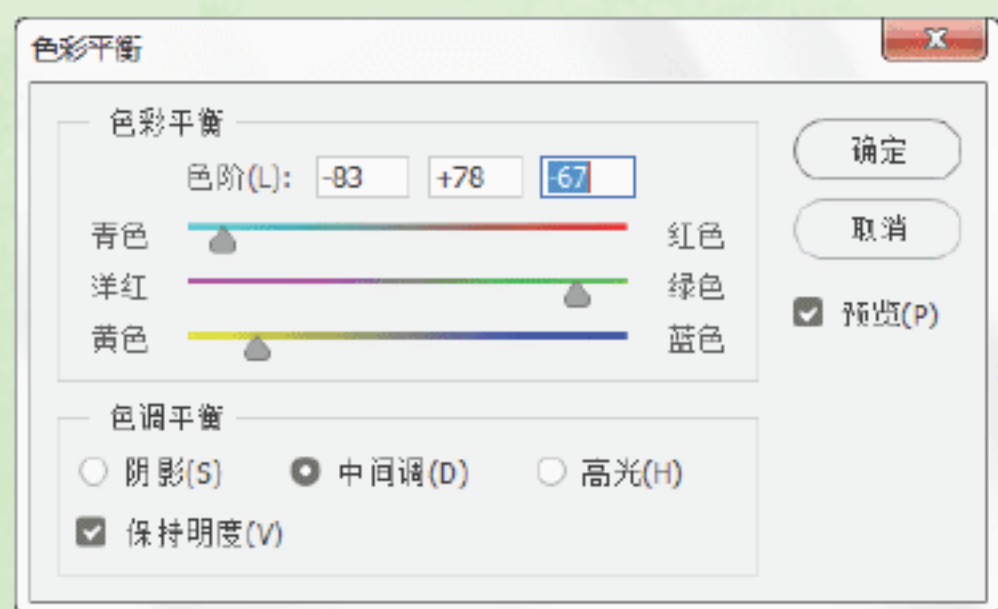 色彩平衡
色彩平衡
色阶(L): -83 +78 -67
青色 红色
洋红 绿色
黄色 蓝色
色调平衡
阴影(S) 中间调(D) 高光(H)
保持明度(V)
确定
取消
预览(P)